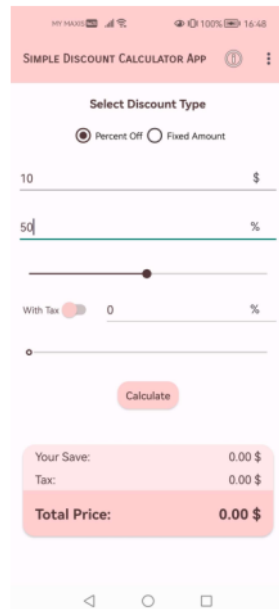 MY MAXIS HD 100% 16:48
SIMPLE DISCOUNT CALCULATOR APP
Select Discount Type
Percent Off Fixed Amount
10 $
50 %
With Tax 0 %
Calculate
Your Save: 0.00 $
Tax: 0.00 $
Total Price: 0.00 $